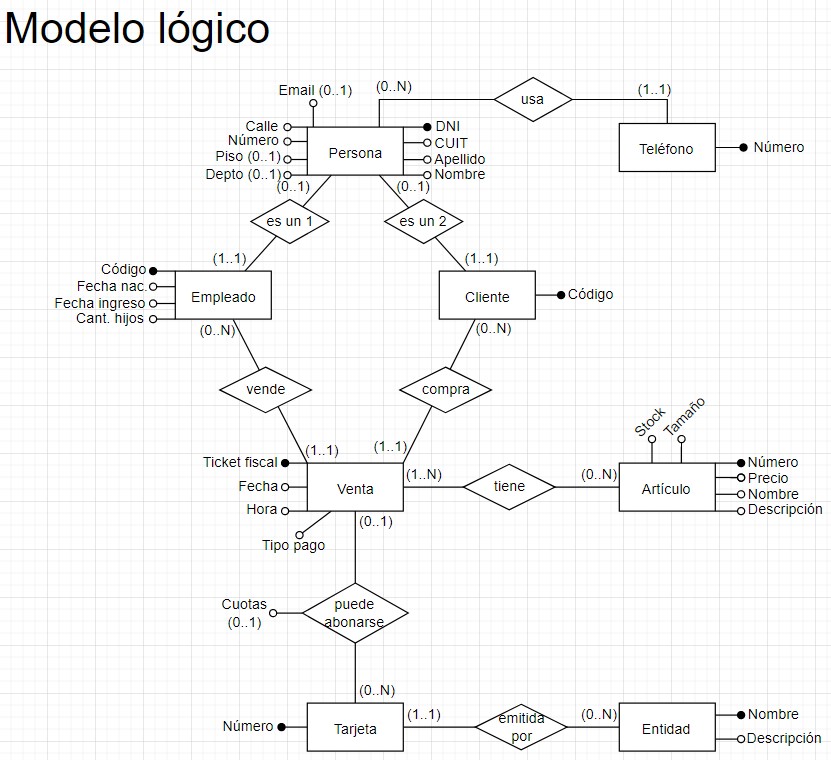 Modelo lógico
Email (0..1)
(0..N)
usa
(1..1)
Calle
Número
Piso (0..1)
Depto (0..1)
Persona
DNI
CUIT
Apellido
Nombre
Teléfono
Número
(0..1)
(0..1)
es un 1
es un 2
(1..1)
(1..1)
Código
Fecha nac.
Fecha ingreso
Cant. hijos
Empleado
Cliente
Código
(0..N)
(0..N)
vende
compra
Stock
Tamaño
(1..1)
(1..1)
Ticket fiscal
Fecha
Hora
Tipo pago
Venta
(1..N)
tiene
(0..N)
Artículo
Número
Precio
Nombre
Descripción
(0..1)
Cuotas
(0..1)
puede
abonarse
(0..N)
Número
Tarjeta
(1..1)
emitida
por
(0..N)
Entidad
Nombre
Descripción